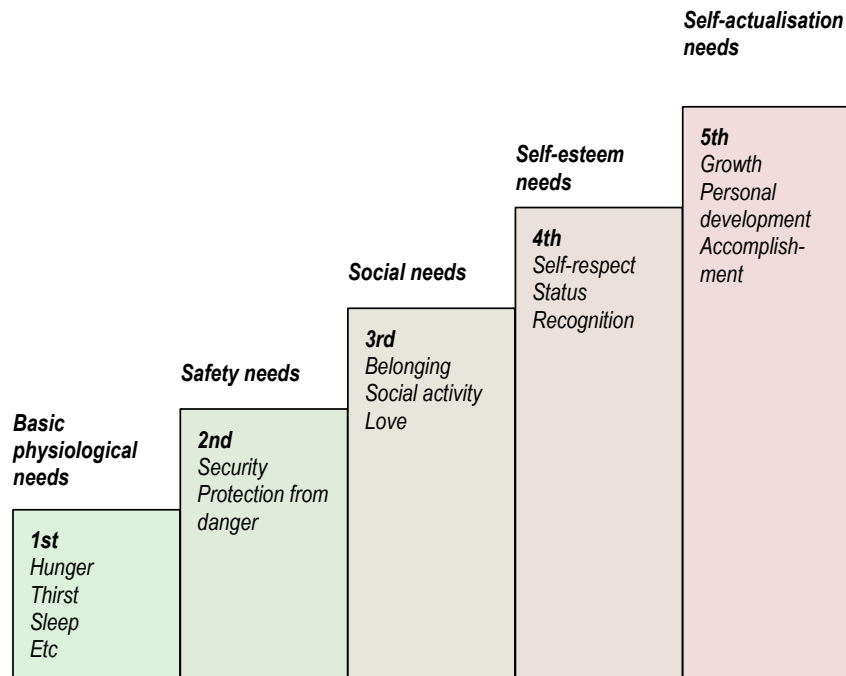 Basic
physiological
needs
1st
Hunger
Thirst
Sleep
Etc
Safety needs
2nd
Security
Protection from
danger
Social needs
3rd
Belonging
Social activity
Love
Self-esteem
needs
4th
Self-respect
Status
Recognition
Self-actualisation
needs
5th
Growth
Personal
development
Accomplish-
ment